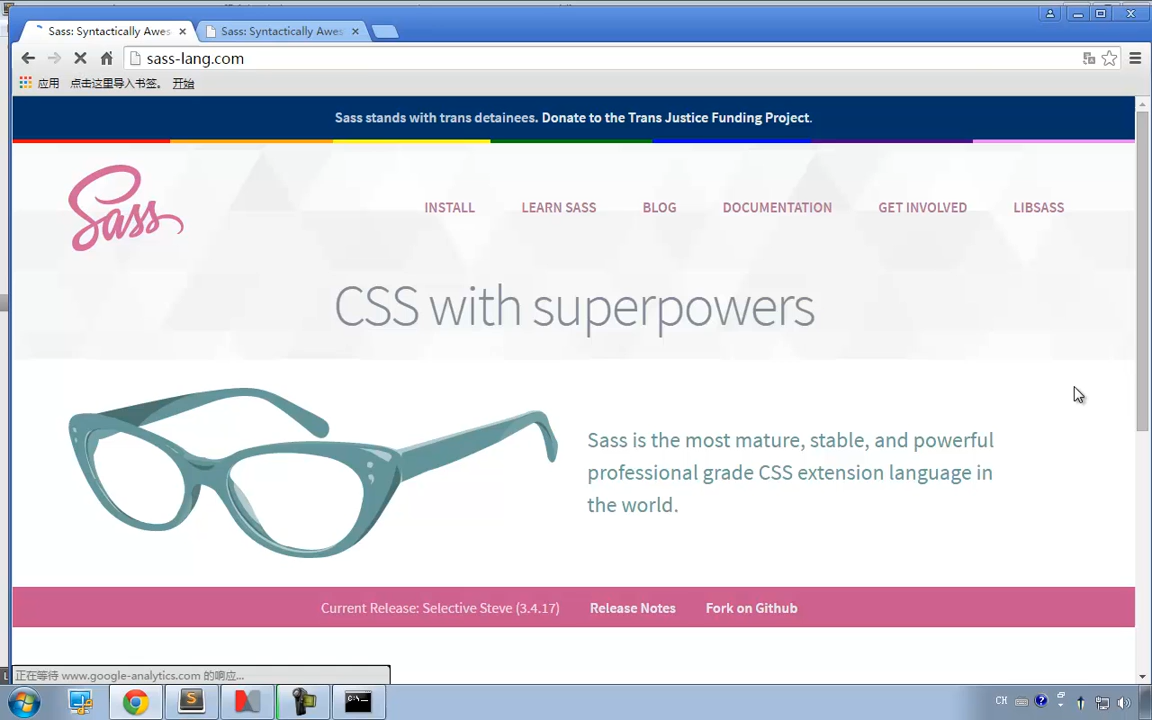 Sass: Syntactically Awes
Sass: Syntactically Awes
sass-lang.com
应用 点击这里导入书签。 开始
Sass stands with trans detainees. Donate to the Trans Justice Funding Project.
Sass
INSTALL LEARN SASS BLOG DOCUMENTATION GET INVOLVED LIBSASS
CSS with superpowers
Sass is the most mature, stable, and powerful
professional grade CSS extension language in
the world.
Current Release: Selective Steve (3.4.17) Release Notes Fork on Github
正在等待 www.google-analytics.com 的响应...
CH